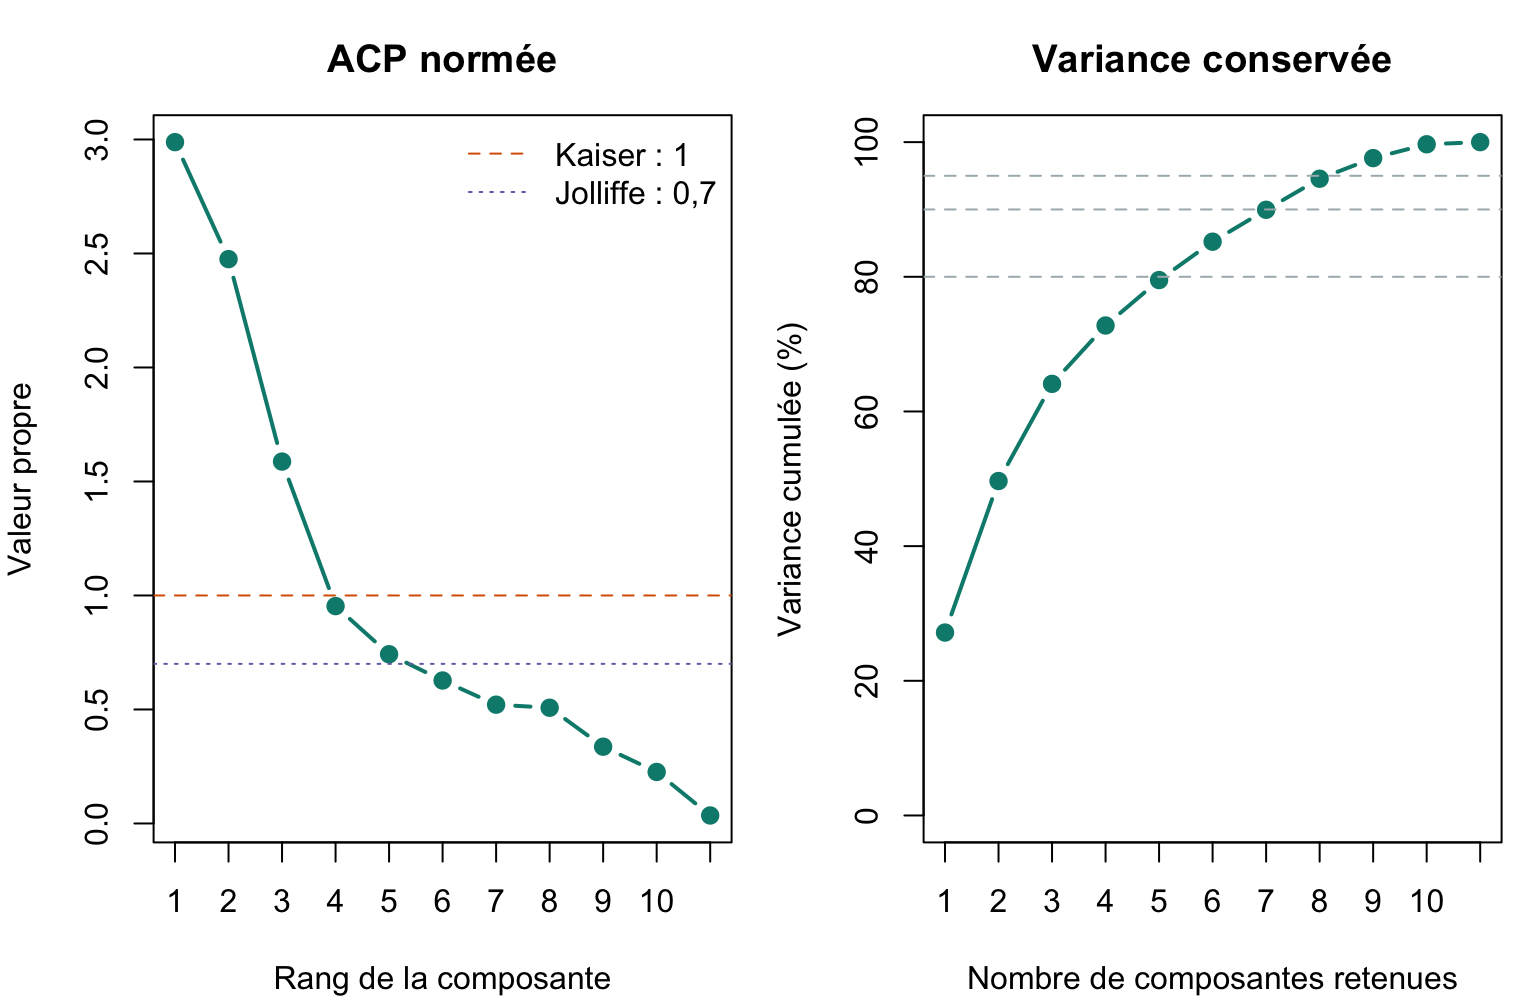 ACP normée
Kaiser : 1
Jolliffe : 0,7
Valeur propre
3.0
2.5
2.0
1.5
1.0
0.5
0.0
1 2 3 4 5 6 7 8 9 10
Rang de la composante
Variance conservée
Variance cumulée (%)
100
80
60
40
20
0
1 2 3 4 5 6 7 8 9 10
Nombre de composantes retenues